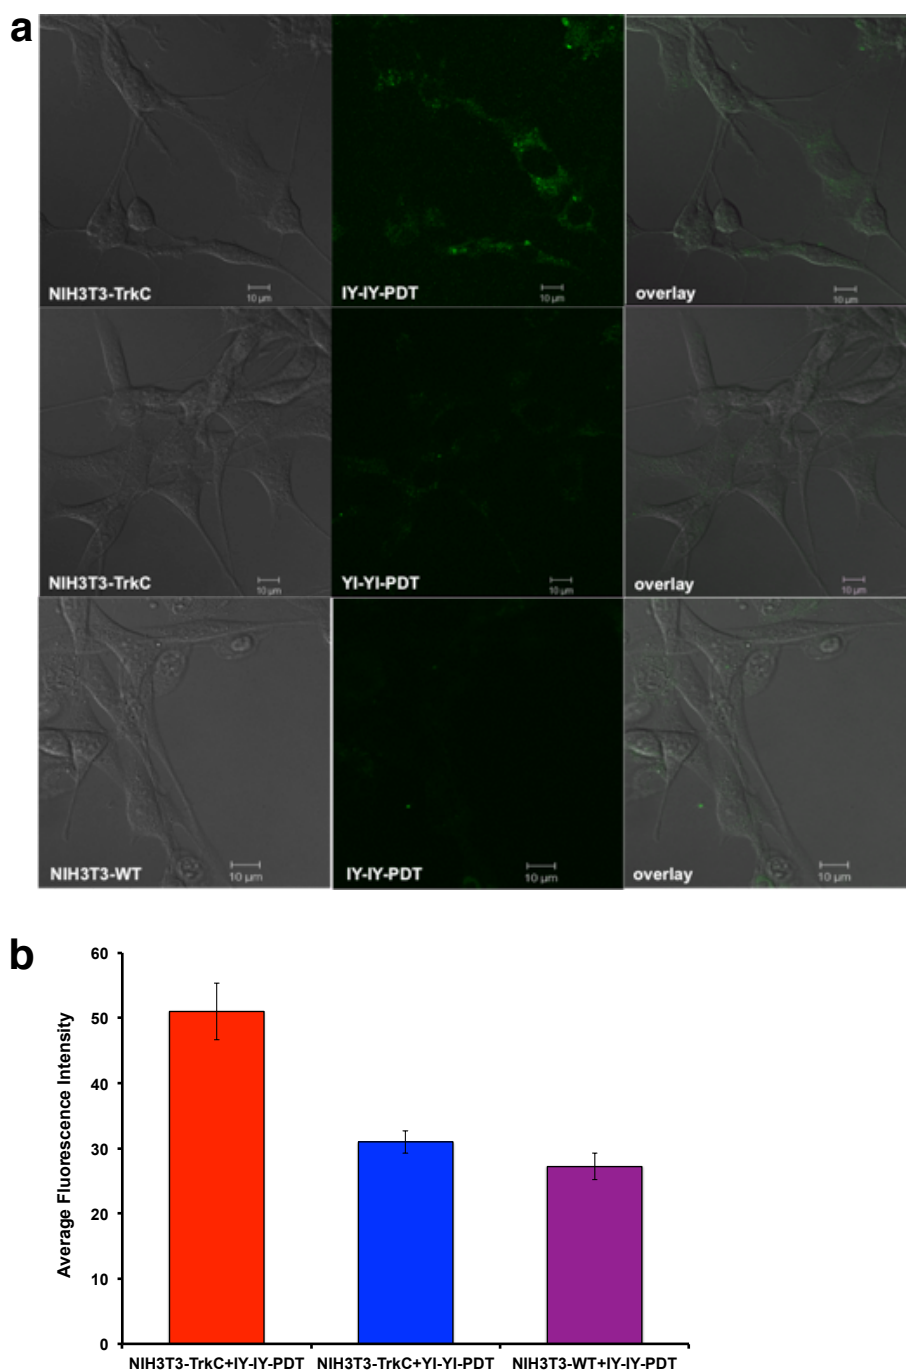 a
NIH3T3-TrkC
10 µm
IY-IY-PDT
10 µm
overlay
10 µm
NIH3T3-TrkC
10 µm
YI-YI-PDT
10 µm
overlay
10 µm
NIH3T3-WT
10 µm
IY-IY-PDT
10 µm
overlay
10 µm
b
Average Fluorescence Intensity
60
50
40
30
20
10
0
NIH3T3-TrkC+IY-IY-PDT NIH3T3-TrkC+YI-YI-PDT NIH3T3-WT+IY-IY-PDT